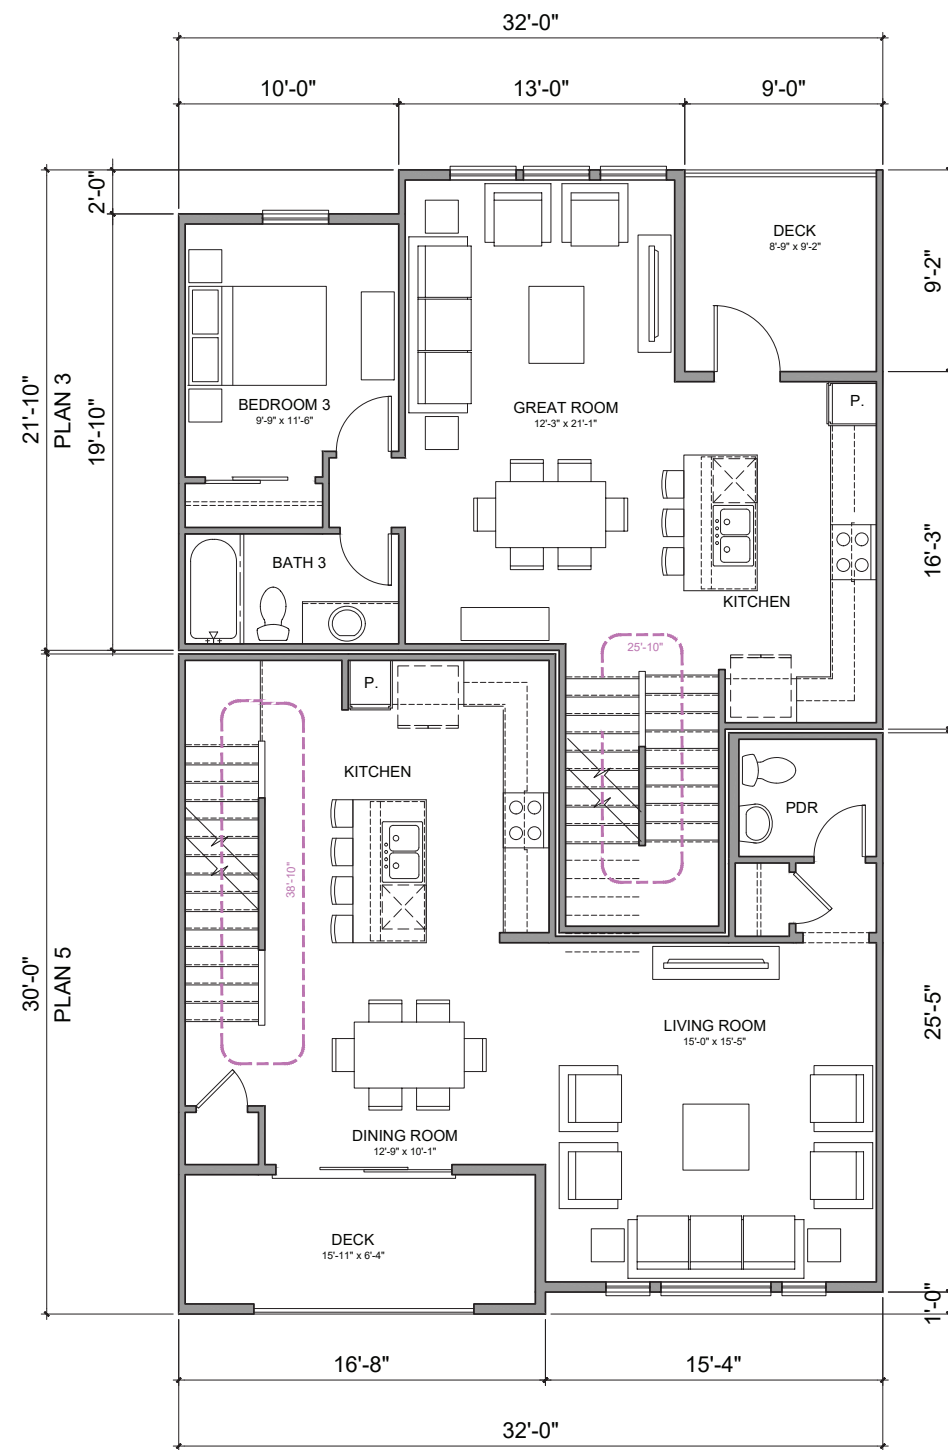 32'-0"
10'-0"
13'-0"
9'-0"
2'-0"
DECK
8'-9" x 9'-2"
9'-2"
21'-10"
PLAN 3
19'-10"
BEDROOM 3
9'-9" x 11'-6"
GREAT ROOM
12'-3" x 21'-1"
P.
16'-3"
BATH 3
KITCHEN
25'-10"
P.
KITCHEN
PDR
38'-10"
30'-0"
PLAN 5
LIVING ROOM
15'-0" x 15'-5"
25'-5"
DINING ROOM
12'-9" x 10'-1"
DECK
15'-11" x 6'-4"
1'-0"
16'-8"
15'-4"
32'-0"